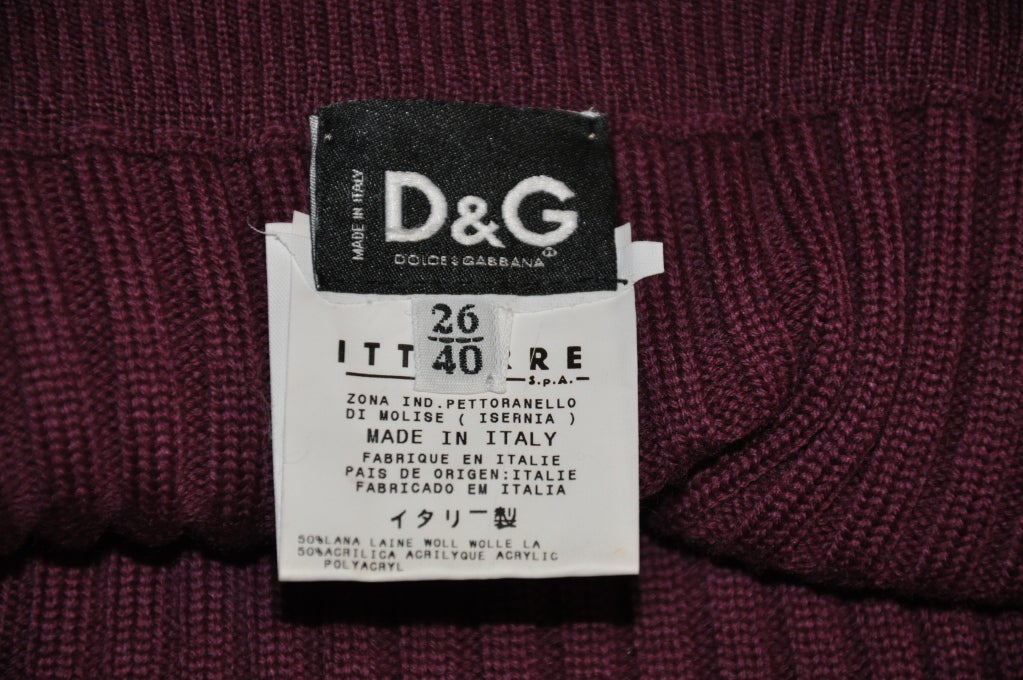 MADE IN ITALY
D&G
DOLCE & GABBANA
26
40
ITT RRE
S.p.A.
ZONA IND.PETTORANELLO
DI MOLISE ( ISERNIA )
MADE IN ITALY
FABRIQUE EN ITALIE
PAIS DE ORIGEN:ITALIE
FABRICADO EM ITALIA
イタリー製
50%LANA LAINE WOLL WOLLE LA
50%ACRILICA ACRILYQUE ACRYLIC
POLYACRYL